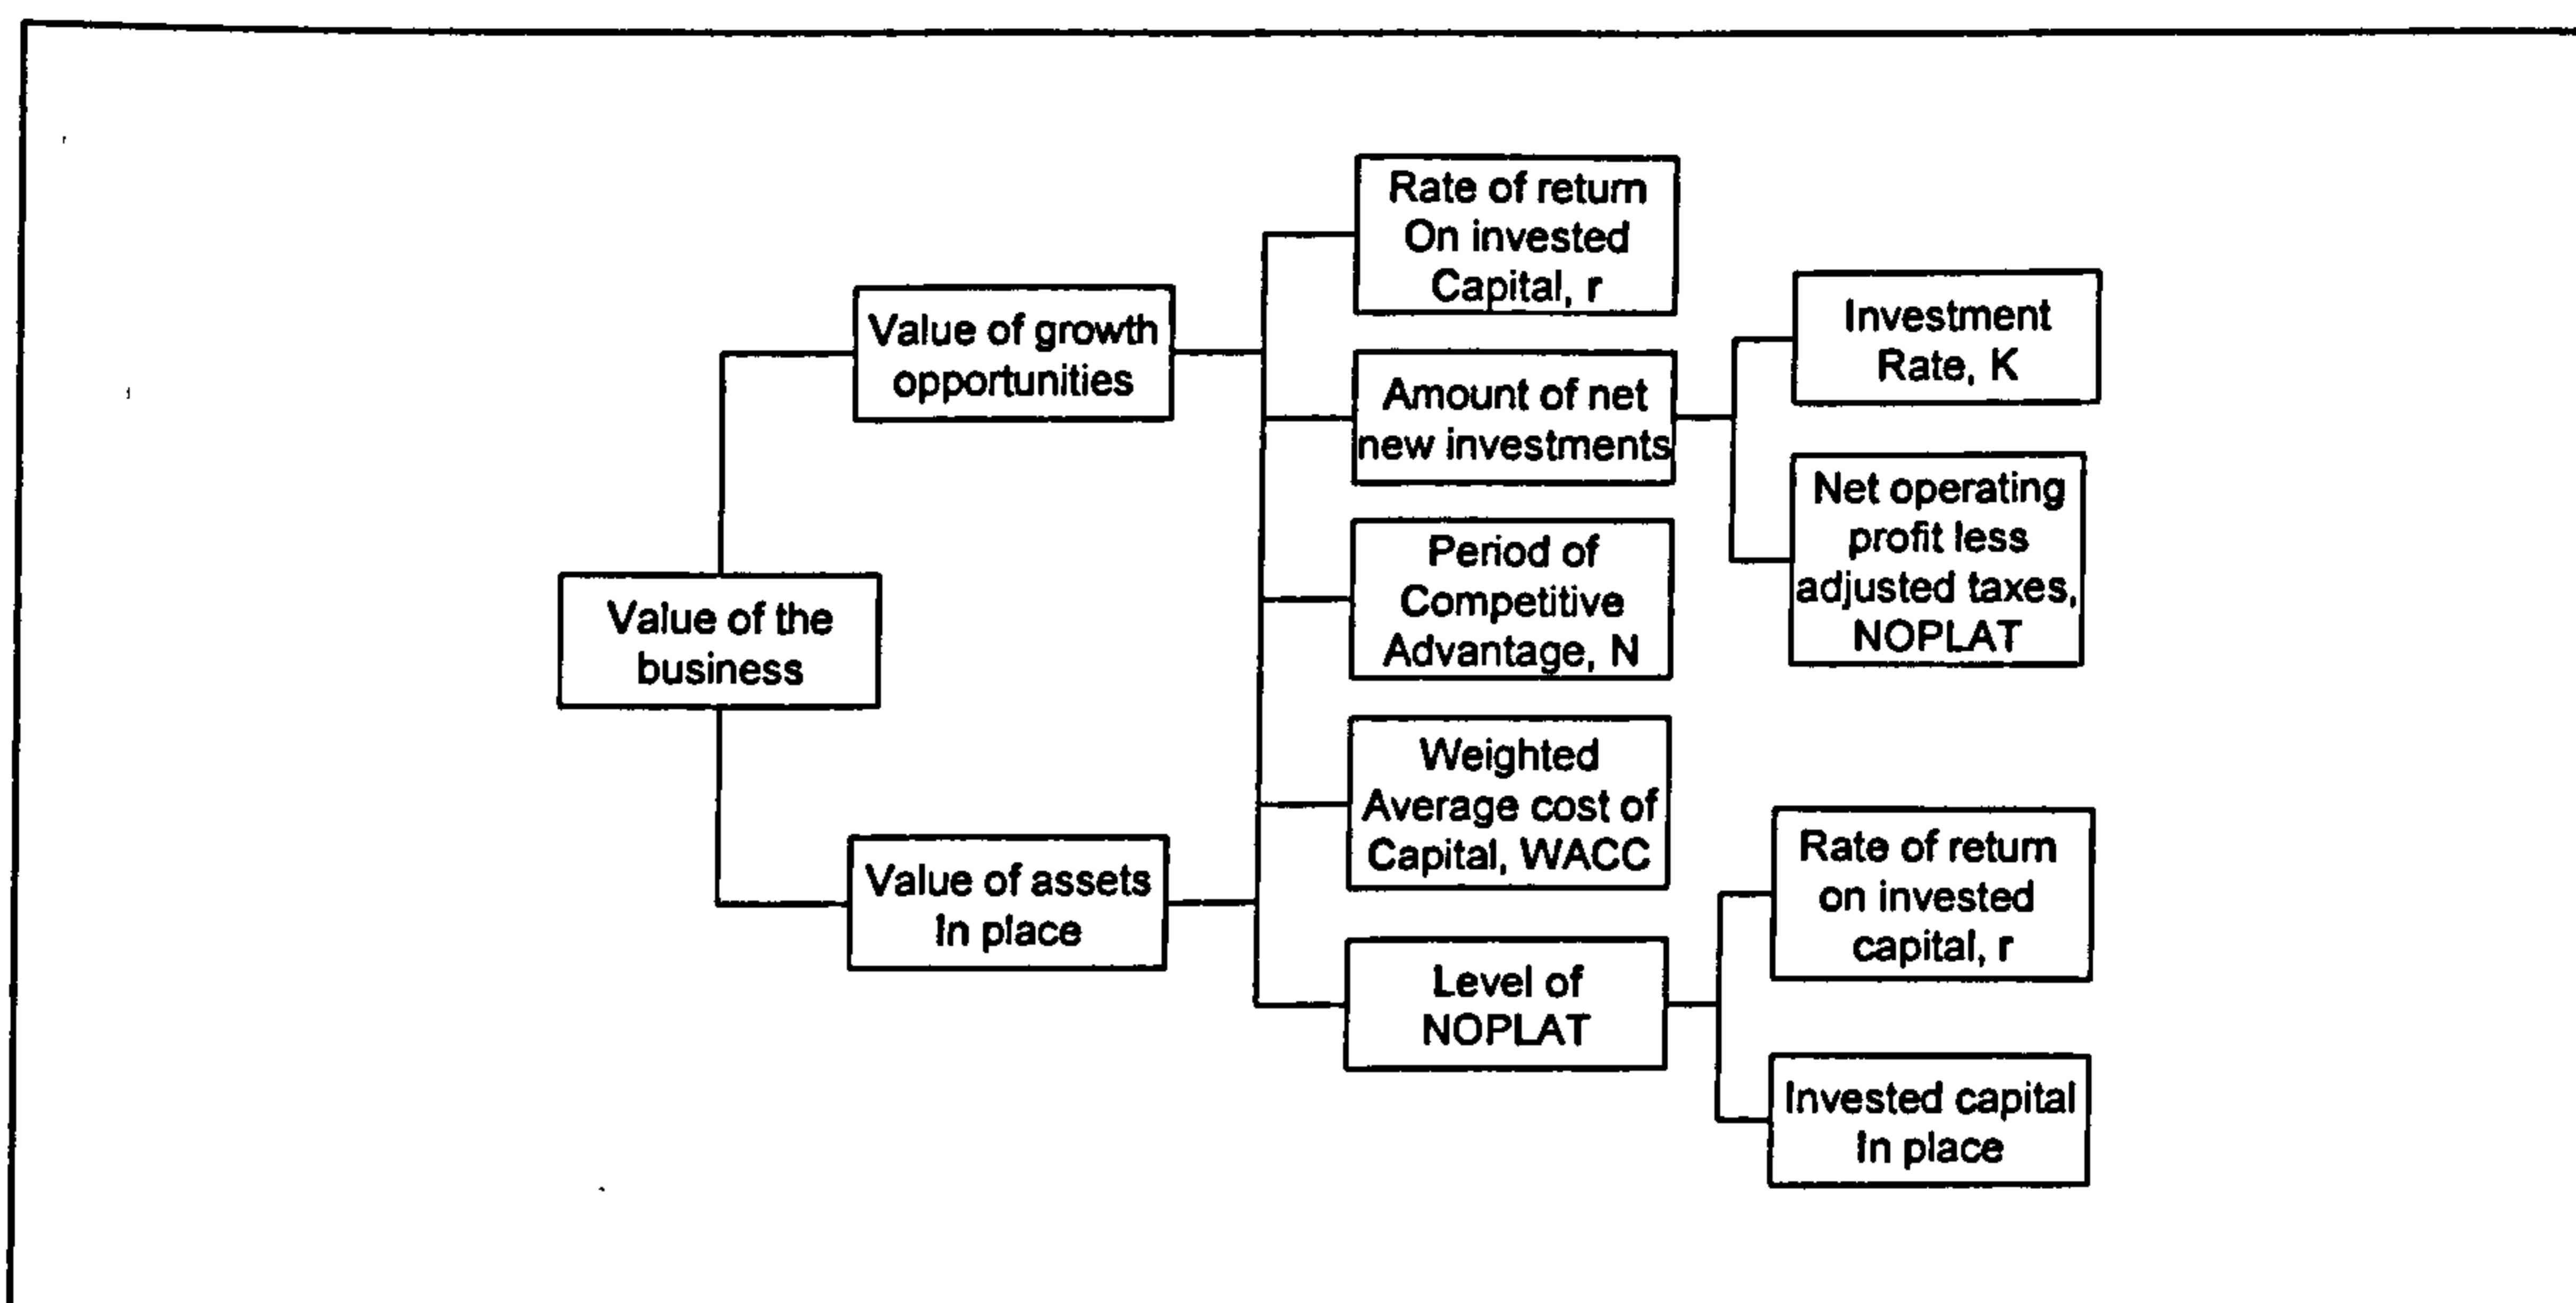 Value of the
business
Value of growth
opportunities
Value of assets
In place
Rate of return
On invested
Capital, r
Amount of net
new investments
Period of
Competitive
Advantage, N
Weighted
Average cost of
Capital, WACC
Level of
NOPLAT
Investment
Rate, K
Net operating
profit less
adjusted taxes,
NOPLAT
Rate of return
on invested
capital, r
Invested capital
In place